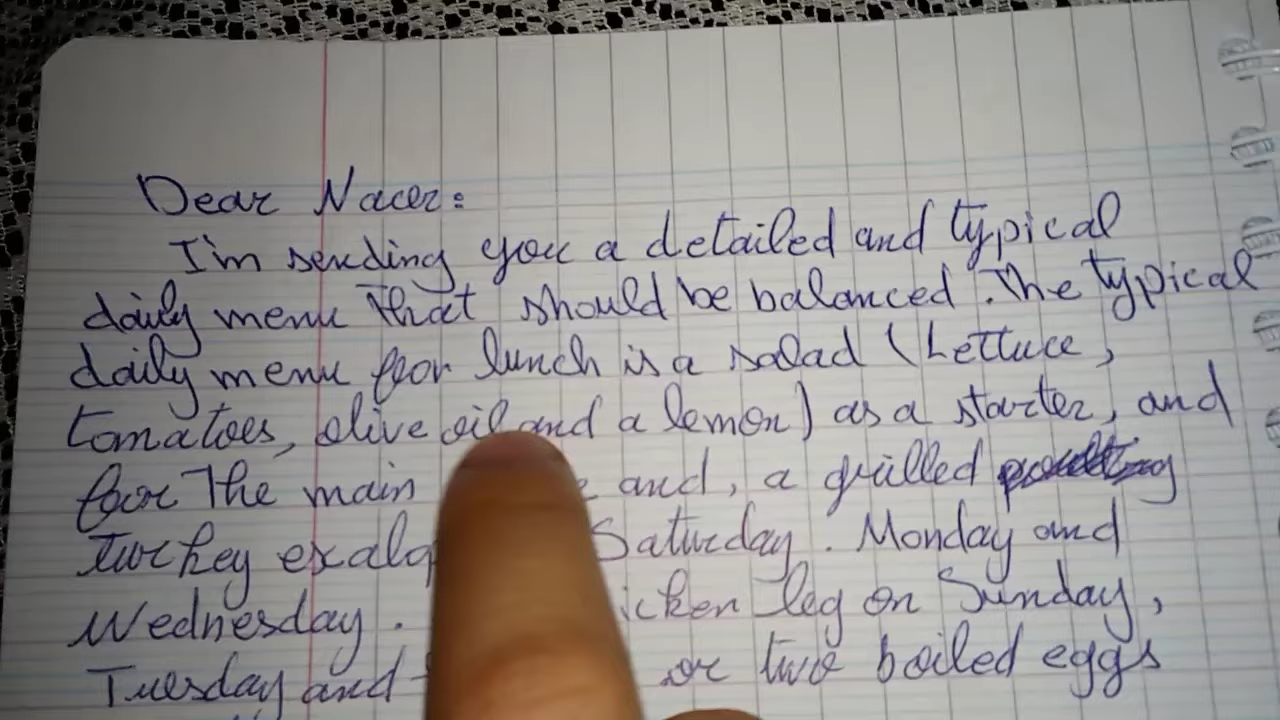 Dear Nacer:
I'm sending you a detailed and typical
daily menu that should be balanced. The typical
daily menu for lunch is a salad (Lettuce,
tomatoes, olive oil and a lemon) as a starter, and
for the main and, a grilled
turkey Saturday. Monday and
Wednesday. leg on Sunday,
Tuesday and or two boiled eggs